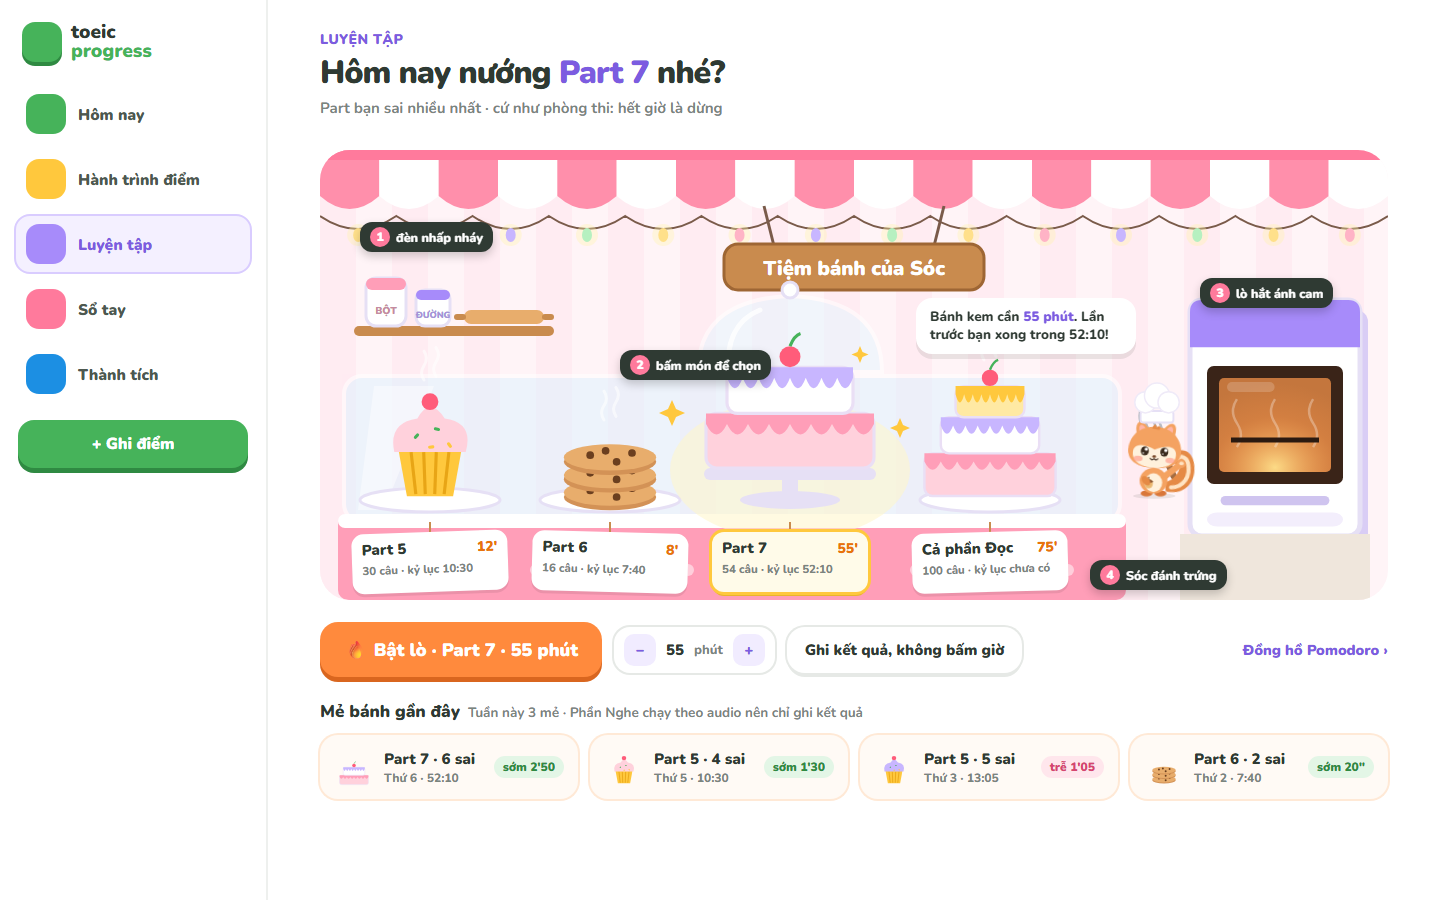 toeic
progress
Hôm nay
Hành trình điểm
Luyện tập
Sổ tay
Thành tích
+ Ghi điểm
LUYỆN TẬP
Hôm nay nướng Part 7 nhé?
Part bạn sai nhiều nhất · cứ như phòng thi: hết giờ là dừng
1 đèn nhấp nháy
Tiệm bánh của Sóc
3 lò hắt ánh cam
BỘT
ĐƯỜNG
Bánh kem cần 55 phút. Lần
trước bạn xong trong 52:10!
2 bấm món để chọn
Part 5 12'
30 câu · kỷ lục 10:30
Part 6 8'
16 câu · kỷ lục 7:40
Part 7 55'
54 câu · kỷ lục 52:10
Cả phần Đọc 75'
100 câu · kỷ lục chưa có
4 Sóc đánh trứng
Bật lò · Part 7 · 55 phút
− 55 phút +
Ghi kết quả, không bấm giờ
Đồng hồ Pomodoro ›
Mẻ bánh gần đây Tuần này 3 mẻ · Phần Nghe chạy theo audio nên chỉ ghi kết quả
Part 7 · 6 sai
Thứ 6 · 52:10
sớm 2'50
Part 5 · 4 sai
Thứ 5 · 10:30
sớm 1'30
Part 5 · 5 sai
Thứ 3 · 13:05
trễ 1'05
Part 6 · 2 sai
Thứ 2 · 7:40
sớm 20"